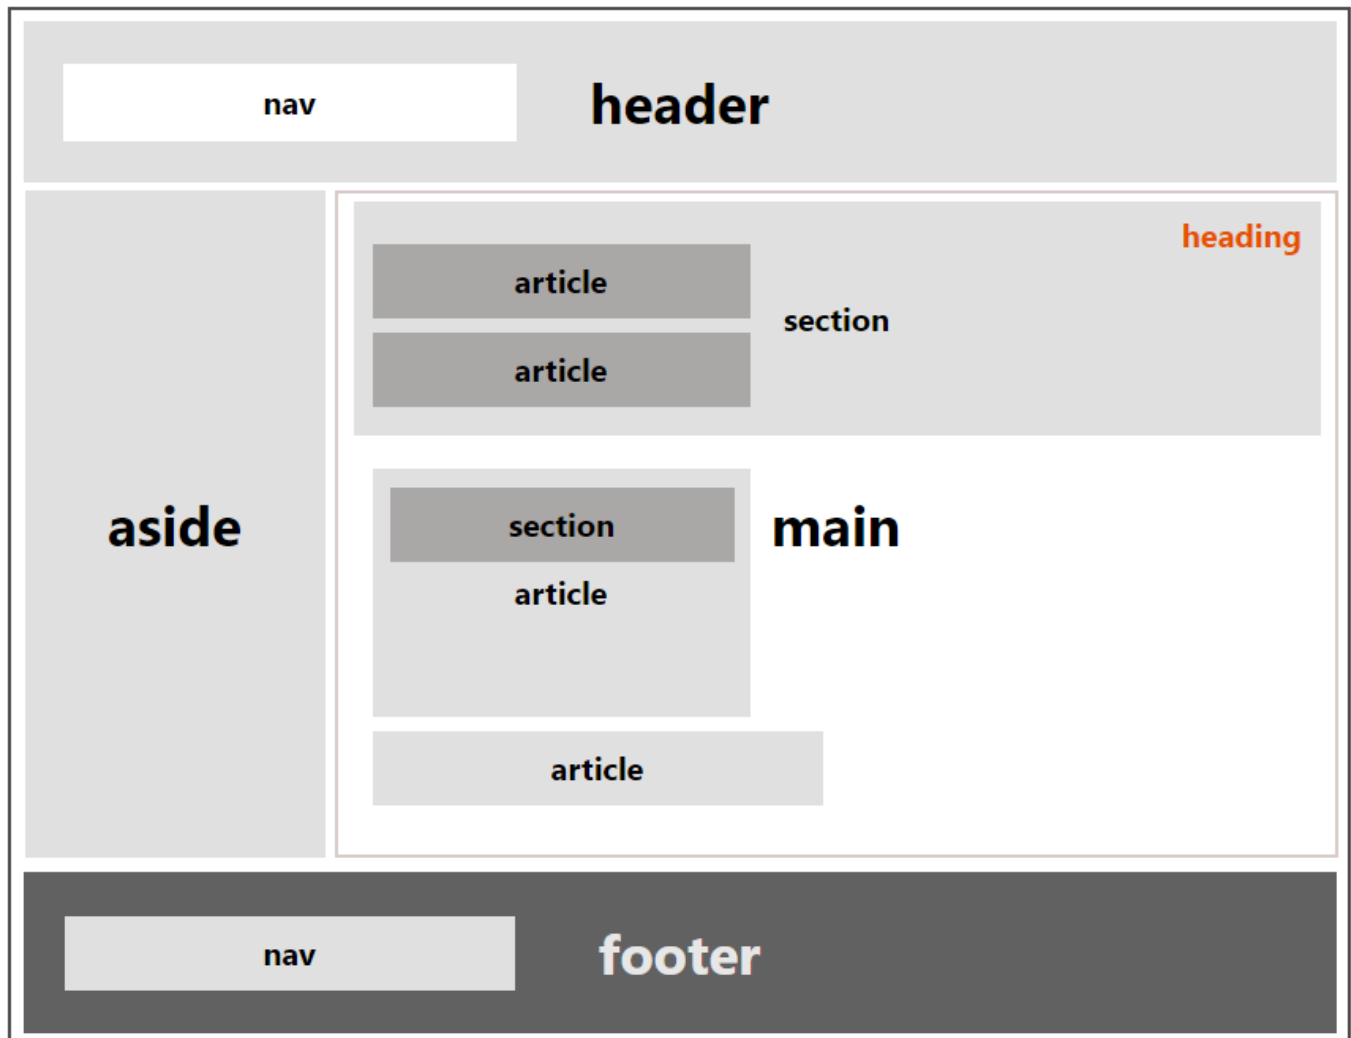 nav
header
heading
article
section
article
aside
section
main
article
article
nav
footer